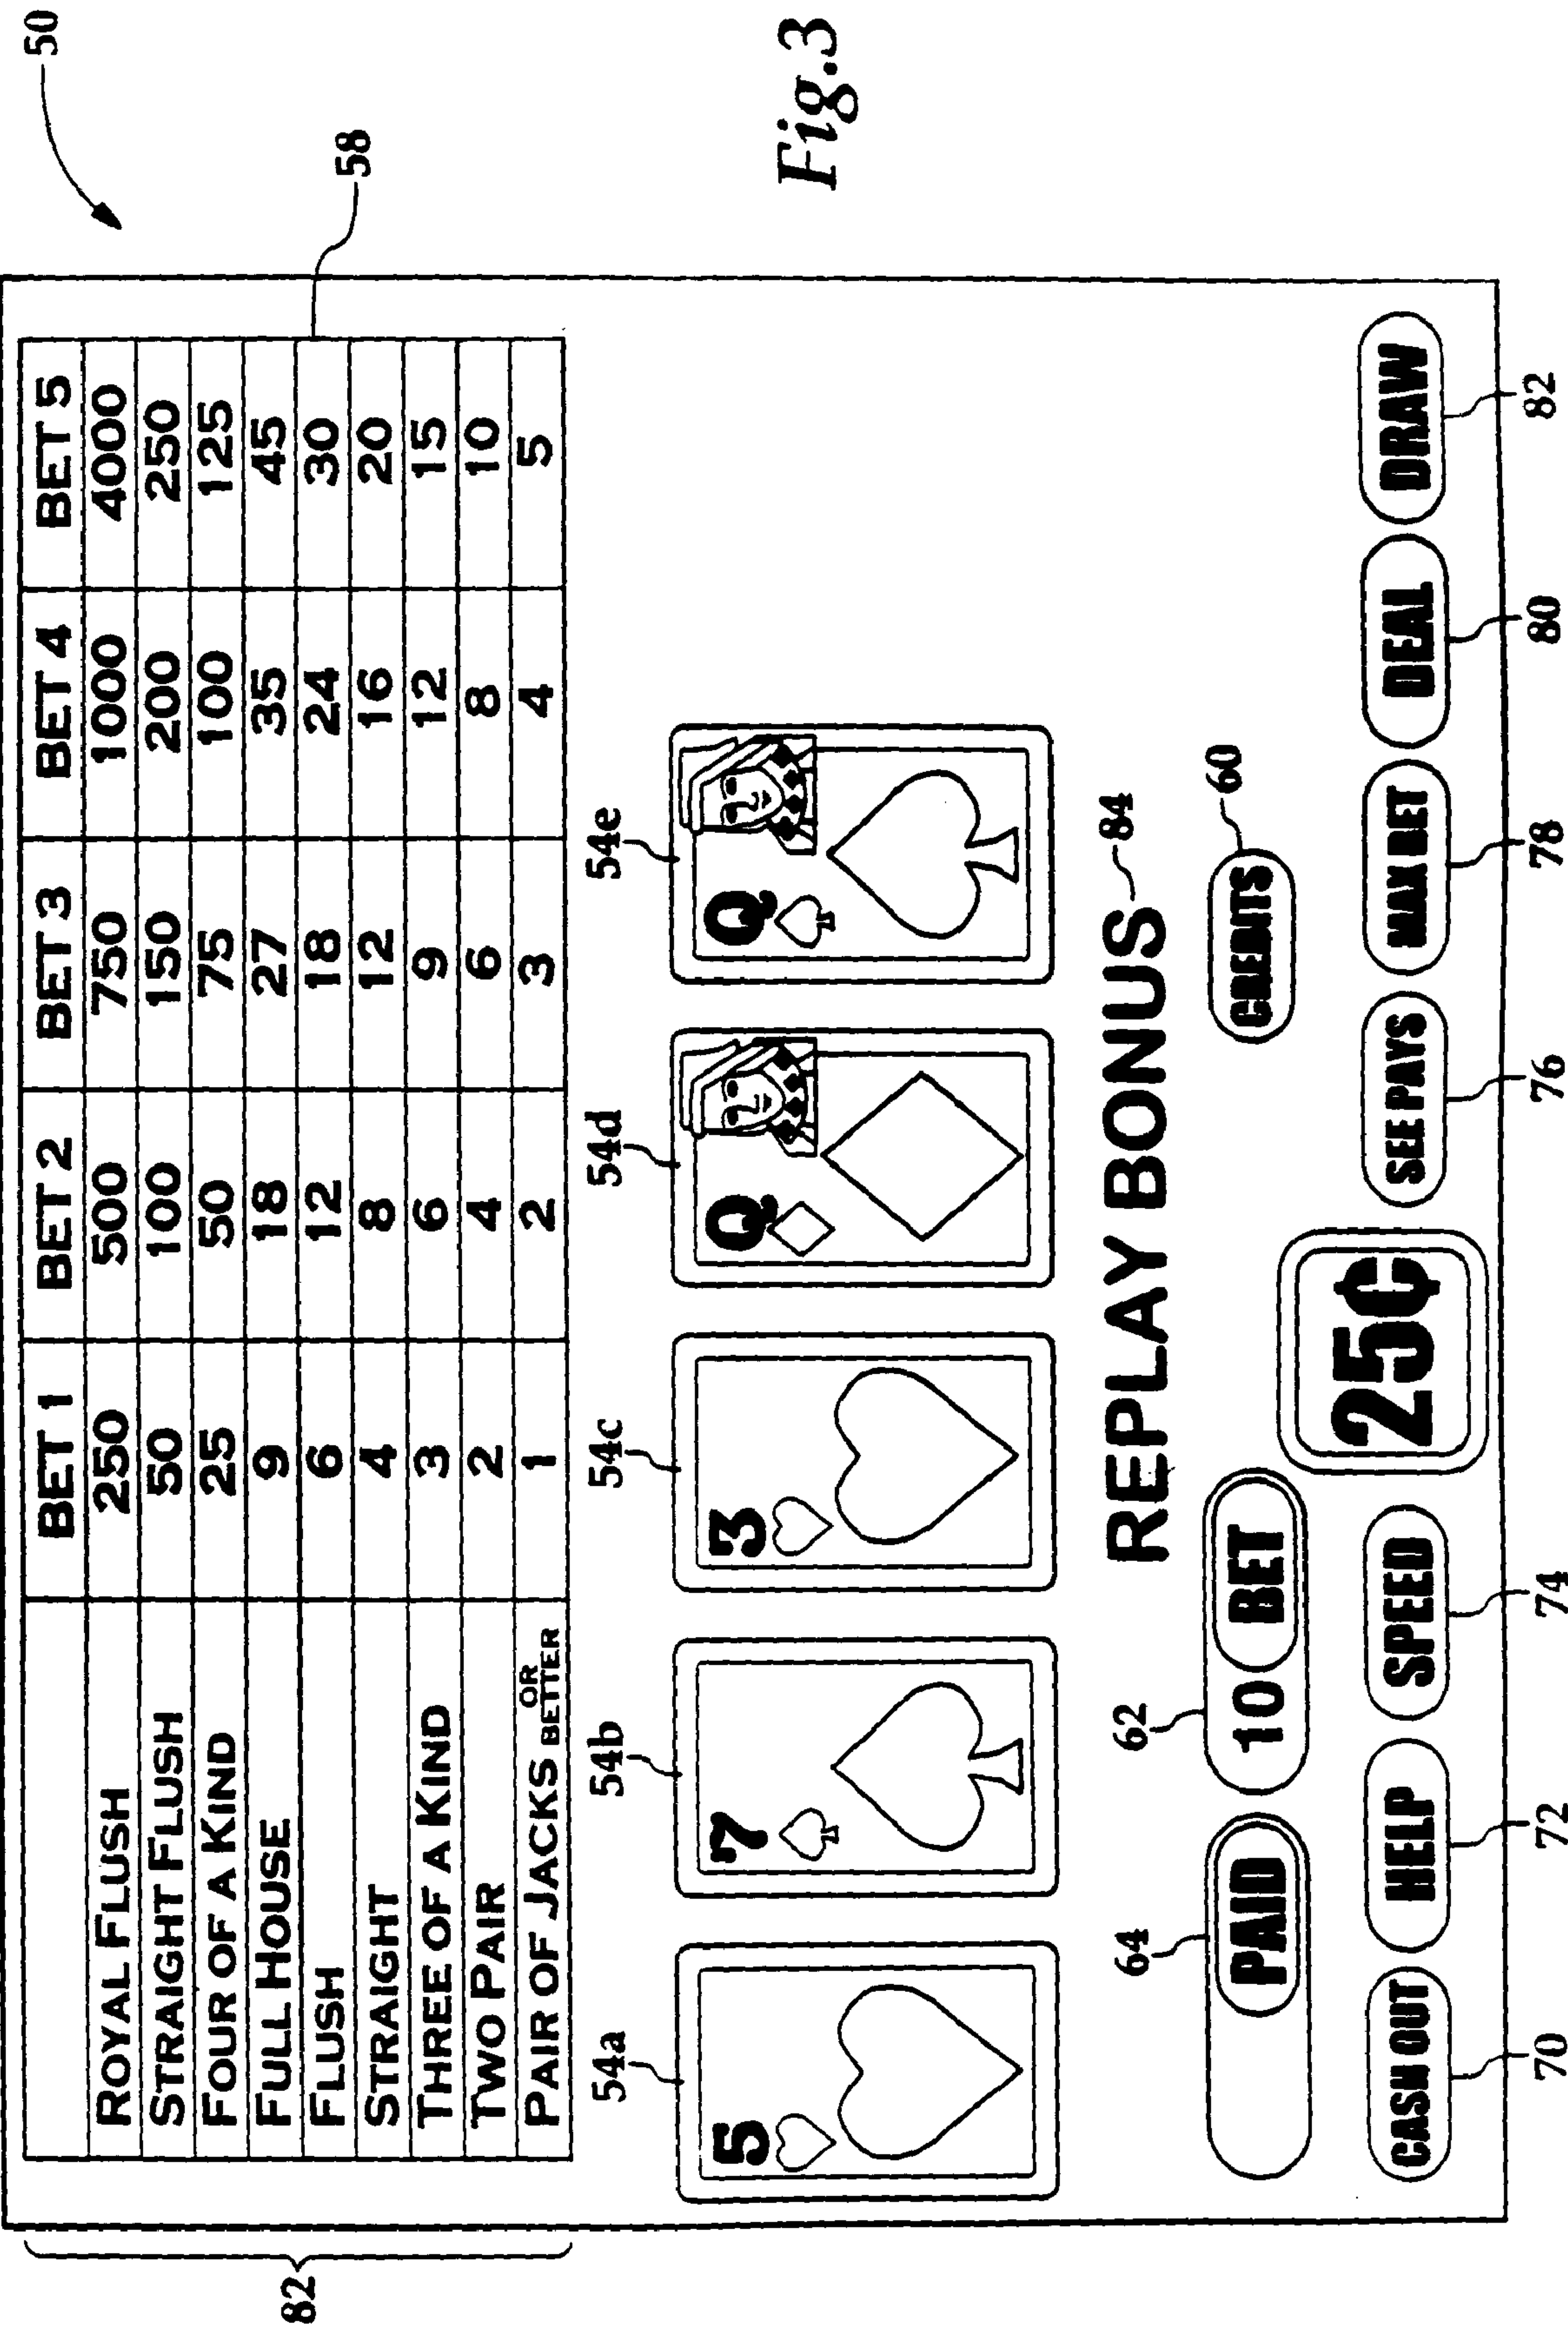 50
58
BET 1 BET 2 BET 3 BET 4 BET 5
ROYAL FLUSH 250 500 750 1000 4000
STRAIGHT FLUSH 50 100 150 200 250
FOUR OF A KIND 25 50 75 100 125
FULL HOUSE 9 18 27 35 45
FLUSH 6 12 18 24 30
STRAIGHT 4 8 12 16 20
THREE OF A KIND 3 6 9 12 15
TWO PAIR 2 4 6 8 10
PAIR OF JACKS OR BETTER 1 2 3 4 5
82
54a 54b 54c 54d 54e
5 7 3 Q Q
REPLAY BONUS 84
64 62 60
PAID 10 BET CREDITS
25¢
CASH OUT HELP SPEED SEE PAYS MAX BET DEAL DRAW
70 72 74 76 78 80 82
Fig.3